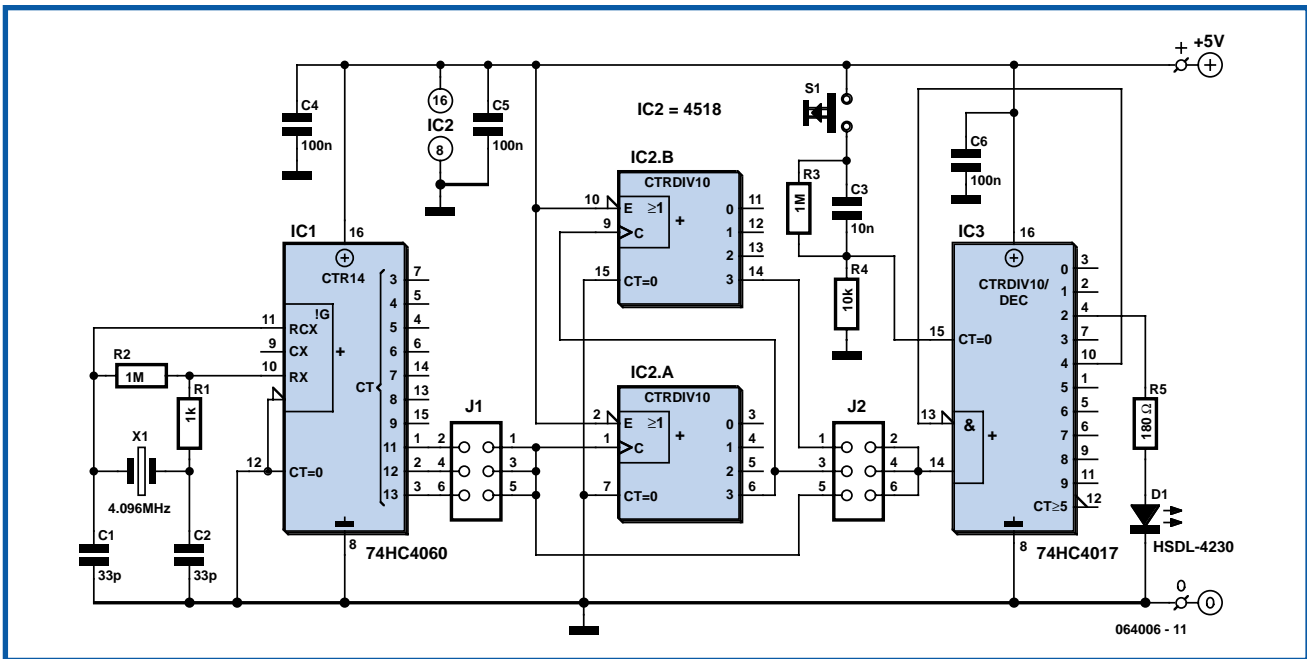 + +5V
C4
100n
16
IC2
8
C5
100n
IC2 = 4518
S1
R3
1M
C3
10n
R4
10k
C6
100n
IC2.B
CTRDIV10
10 E ≥1 +
9 C
15 CT=0
0 11
1 12
2 13
3 14
IC1
16
CTR14
!G
11 RCX
9 CX +
10 RX
12 CT=0
CT
3 7
4 5
5 4
6 6
7 14
8 13
9 15
11 1
12 2
13 3
8
74HC4060
R2
1M
R1
1k
X1
4.096MHz
C1
33p
C2
33p
J1
2 1
4 3
6 5
IC2.A
CTRDIV10
2 E ≥1 +
1 C
7 CT=0
0 3
1 4
2 5
3 6
J2
1 2
3 4
5 6
IC3
16
CTRDIV10/
DEC
15 CT=0
13 & +
14
0 3
1 2
2 4
3 7
4 10
5 1
6 5
7 6
8 9
9 11
CT≥5 12
8
74HC4017
R5
180 Ω
D1
HSDL-4230
0 0
064006 - 11